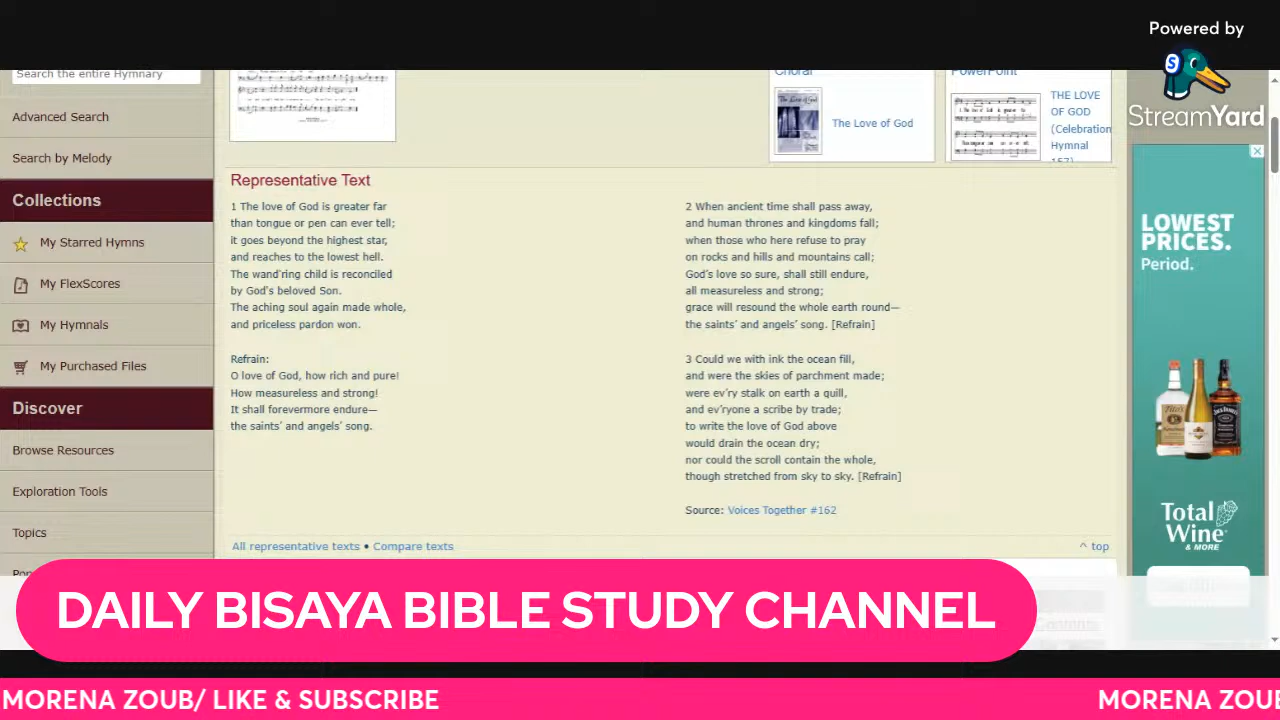 Powered by
StreamYard
Search the entire Hymnary
Advanced Search
Search by Melody
Collections
My Starred Hymns
My FlexScores
My Hymnals
My Purchased Files
Discover
Browse Resources
Exploration Tools
Topics
Choral
The Love of God
PowerPoint
THE LOVE
OF GOD
(Celebration
Hymnal
157)
Representative Text
1 The love of God is greater far
than tongue or pen can ever tell;
it goes beyond the highest star,
and reaches to the lowest hell.
The wand'ring child is reconciled
by God's beloved Son.
The aching soul again made whole,
and priceless pardon won.
Refrain:
O love of God, how rich and pure!
How measureless and strong!
It shall forevermore endure—
the saints' and angels' song.
2 When ancient time shall pass away,
and human thrones and kingdoms fall;
when those who here refuse to pray
on rocks and hills and mountains call;
God's love so sure, shall still endure,
all measureless and strong;
grace will resound the whole earth round—
the saints' and angels' song. [Refrain]
3 Could we with ink the ocean fill,
and were the skies of parchment made;
were ev'ry stalk on earth a quill,
and ev'ryone a scribe by trade;
to write the love of God above
would drain the ocean dry;
nor could the scroll contain the whole,
though stretched from sky to sky. [Refrain]
Source: Voices Together #162
All representative texts • Compare texts
^ top
LOWEST
PRICES.
Period.
Total
Wine
& MORE
DAILY BISAYA BIBLE STUDY CHANNEL
MORENA ZOUB/ LIKE & SUBSCRIBE
MORENA ZOUB